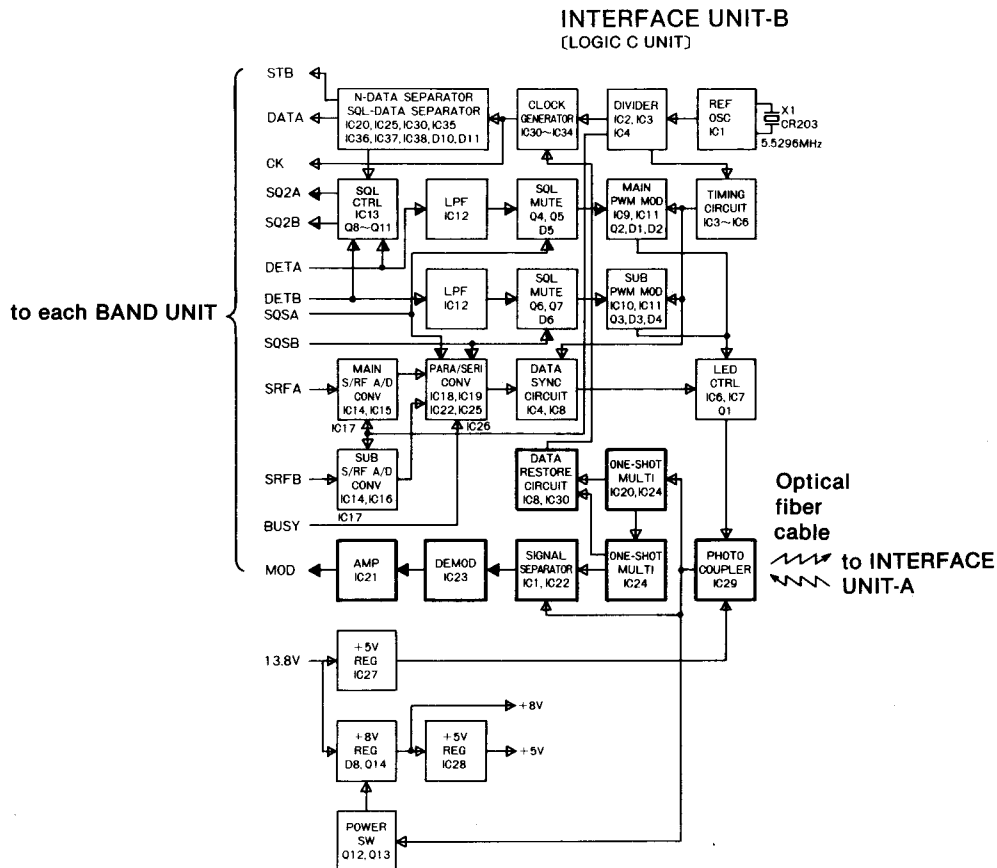 INTERFACE UNIT-B
[LOGIC C UNIT]
STB
DATA
CK
SQ2A
SQ2B
DETA
DETB
SQSA
SQSB
SRFA
SRFB
BUSY
MOD
13.8V
to each BAND UNIT
N-DATA SEPARATOR
SQL-DATA SEPARATOR
IC20, IC25, IC30, IC35
IC36, IC37, IC38, D10, D11
CLOCK
GENERATOR
IC30～IC34
DIVIDER
IC2, IC3
IC4
REF
OSC
IC1
X1
CR203
5.5296MHz
SQL
CTRL
IC13
Q8～Q11
LPF
IC12
SQL
MUTE
Q4, Q5
D5
MAIN
PWM MOD
IC9, IC11
Q2, D1, D2
TIMING
CIRCUIT
IC3～IC6
LPF
IC12
SQL
MUTE
Q6, Q7
D6
SUB
PWM MOD
IC10, IC11
Q3, D3, D4
MAIN
S/RF A/D
CONV
IC14, IC15
IC17
PARA/SERI
CONV
IC18, IC19
IC22, IC25
IC26
DATA
SYNC
CIRCUIT
IC4, IC8
LED
CTRL
IC6, IC7
Q1
SUB
S/RF A/D
CONV
IC14, IC16
IC17
DATA
RESTORE
CIRCUIT
IC8, IC30
ONE-SHOT
MULTI
IC20, IC24
Optical
fiber
cable
to INTERFACE
UNIT-A
AMP
IC21
DEMOD
IC23
SIGNAL
SEPARATOR
IC1, IC22
ONE-SHOT
MULTI
IC24
PHOTO
COUPLER
IC29
+5V
REG
IC27
+8V
REG
D8, Q14
+5V
REG
IC28
+8V
+5V
POWER
SW
Q12, Q13